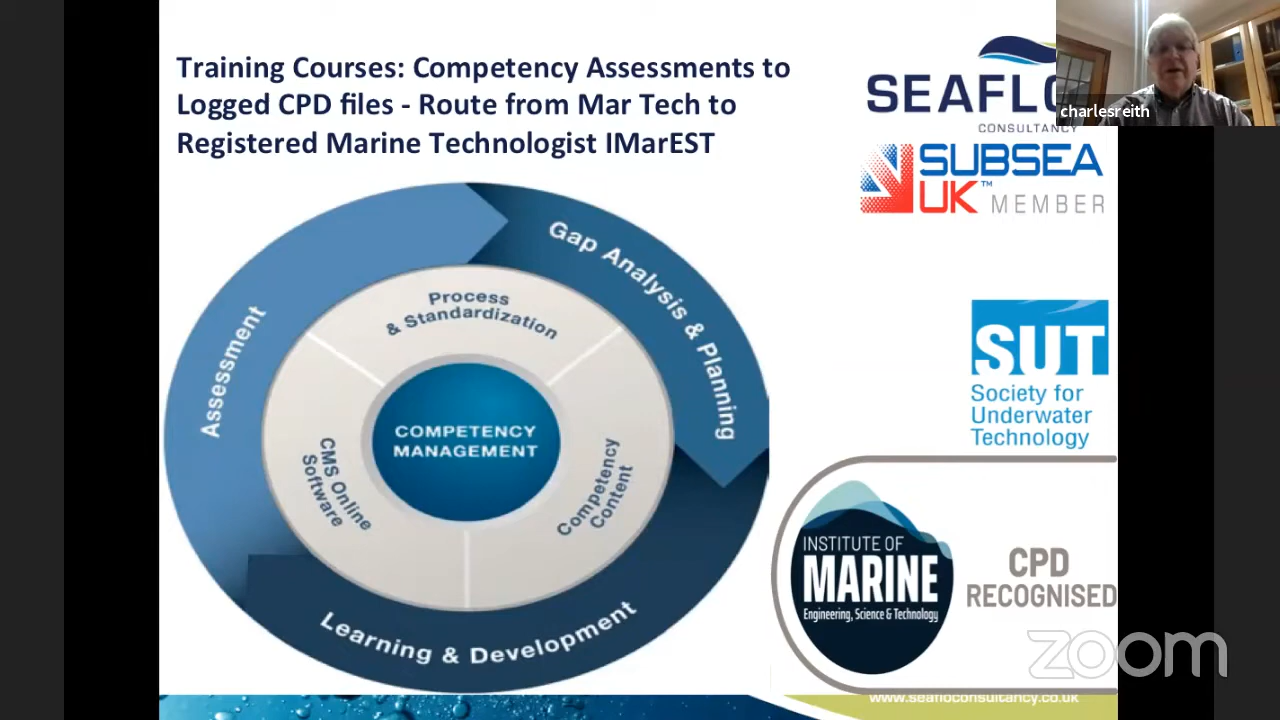 Training Courses: Competency Assessments to
Logged CPD files - Route from Mar Tech to
Registered Marine Technologist IMarEST
SEAFLO
CONSULTANCY
charlesreith
SUBSEA
UK™ MEMBER
Gap Analysis & Planning
Process
& Standardization
Assessment
COMPETENCY
MANAGEMENT
CMS Online
Software
Competency
Content
Learning & Development
SUT
Society for
Underwater
Technology
INSTITUTE OF
MARINE
Engineering, Science & Technology
CPD
RECOGNISED
zoom
www.seafloconsultancy.co.uk